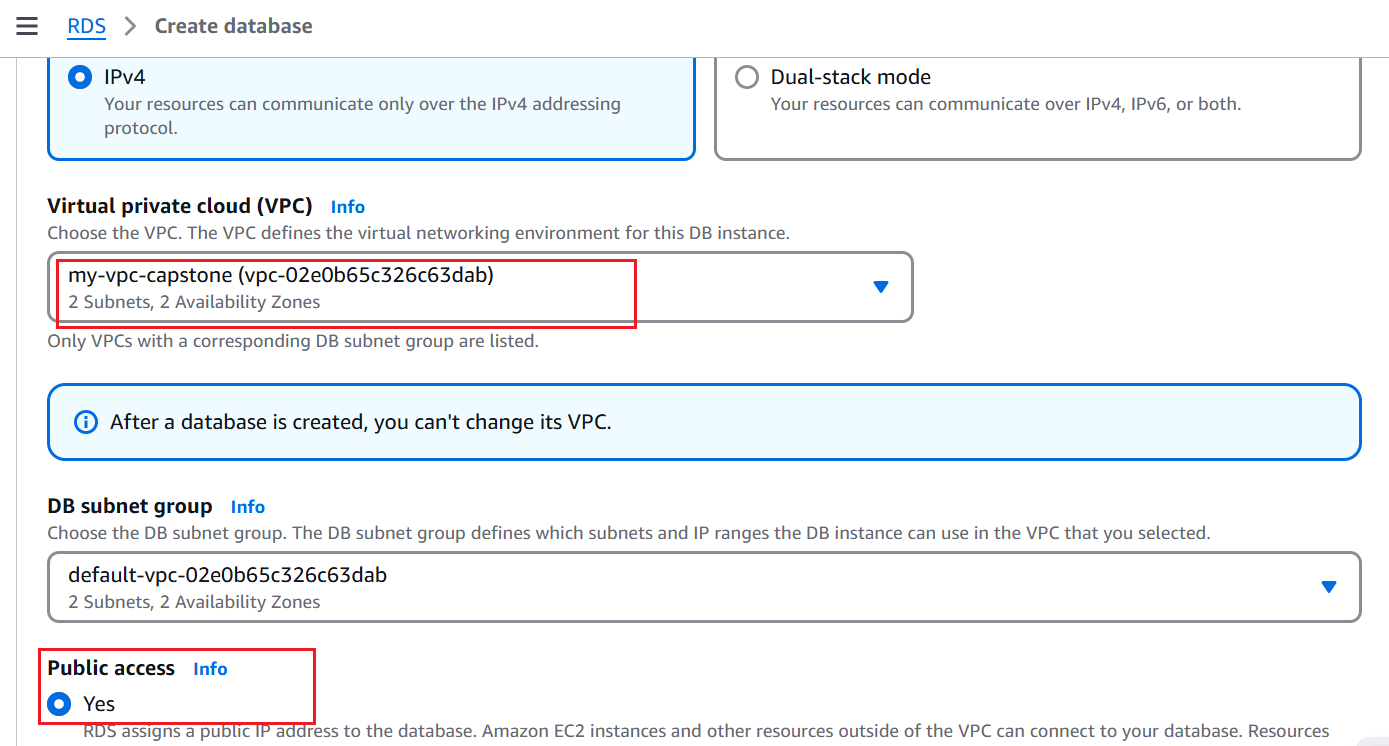 RDS > Create database
IPv4
Your resources can communicate only over the IPv4 addressing
protocol.
Dual-stack mode
Your resources can communicate over IPv4, IPv6, or both.
Virtual private cloud (VPC) Info
Choose the VPC. The VPC defines the virtual networking environment for this DB instance.
my-vpc-capstone (vpc-02e0b65c326c63dab)
2 Subnets, 2 Availability Zones
Only VPCs with a corresponding DB subnet group are listed.
After a database is created, you can't change its VPC.
DB subnet group Info
Choose the DB subnet group. The DB subnet group defines which subnets and IP ranges the DB instance can use in the VPC that you selected.
default-vpc-02e0b65c326c63dab
2 Subnets, 2 Availability Zones
Public access Info
Yes
RDS assigns a public IP address to the database. Amazon EC2 instances and other resources outside of the VPC can connect to your database. Resources